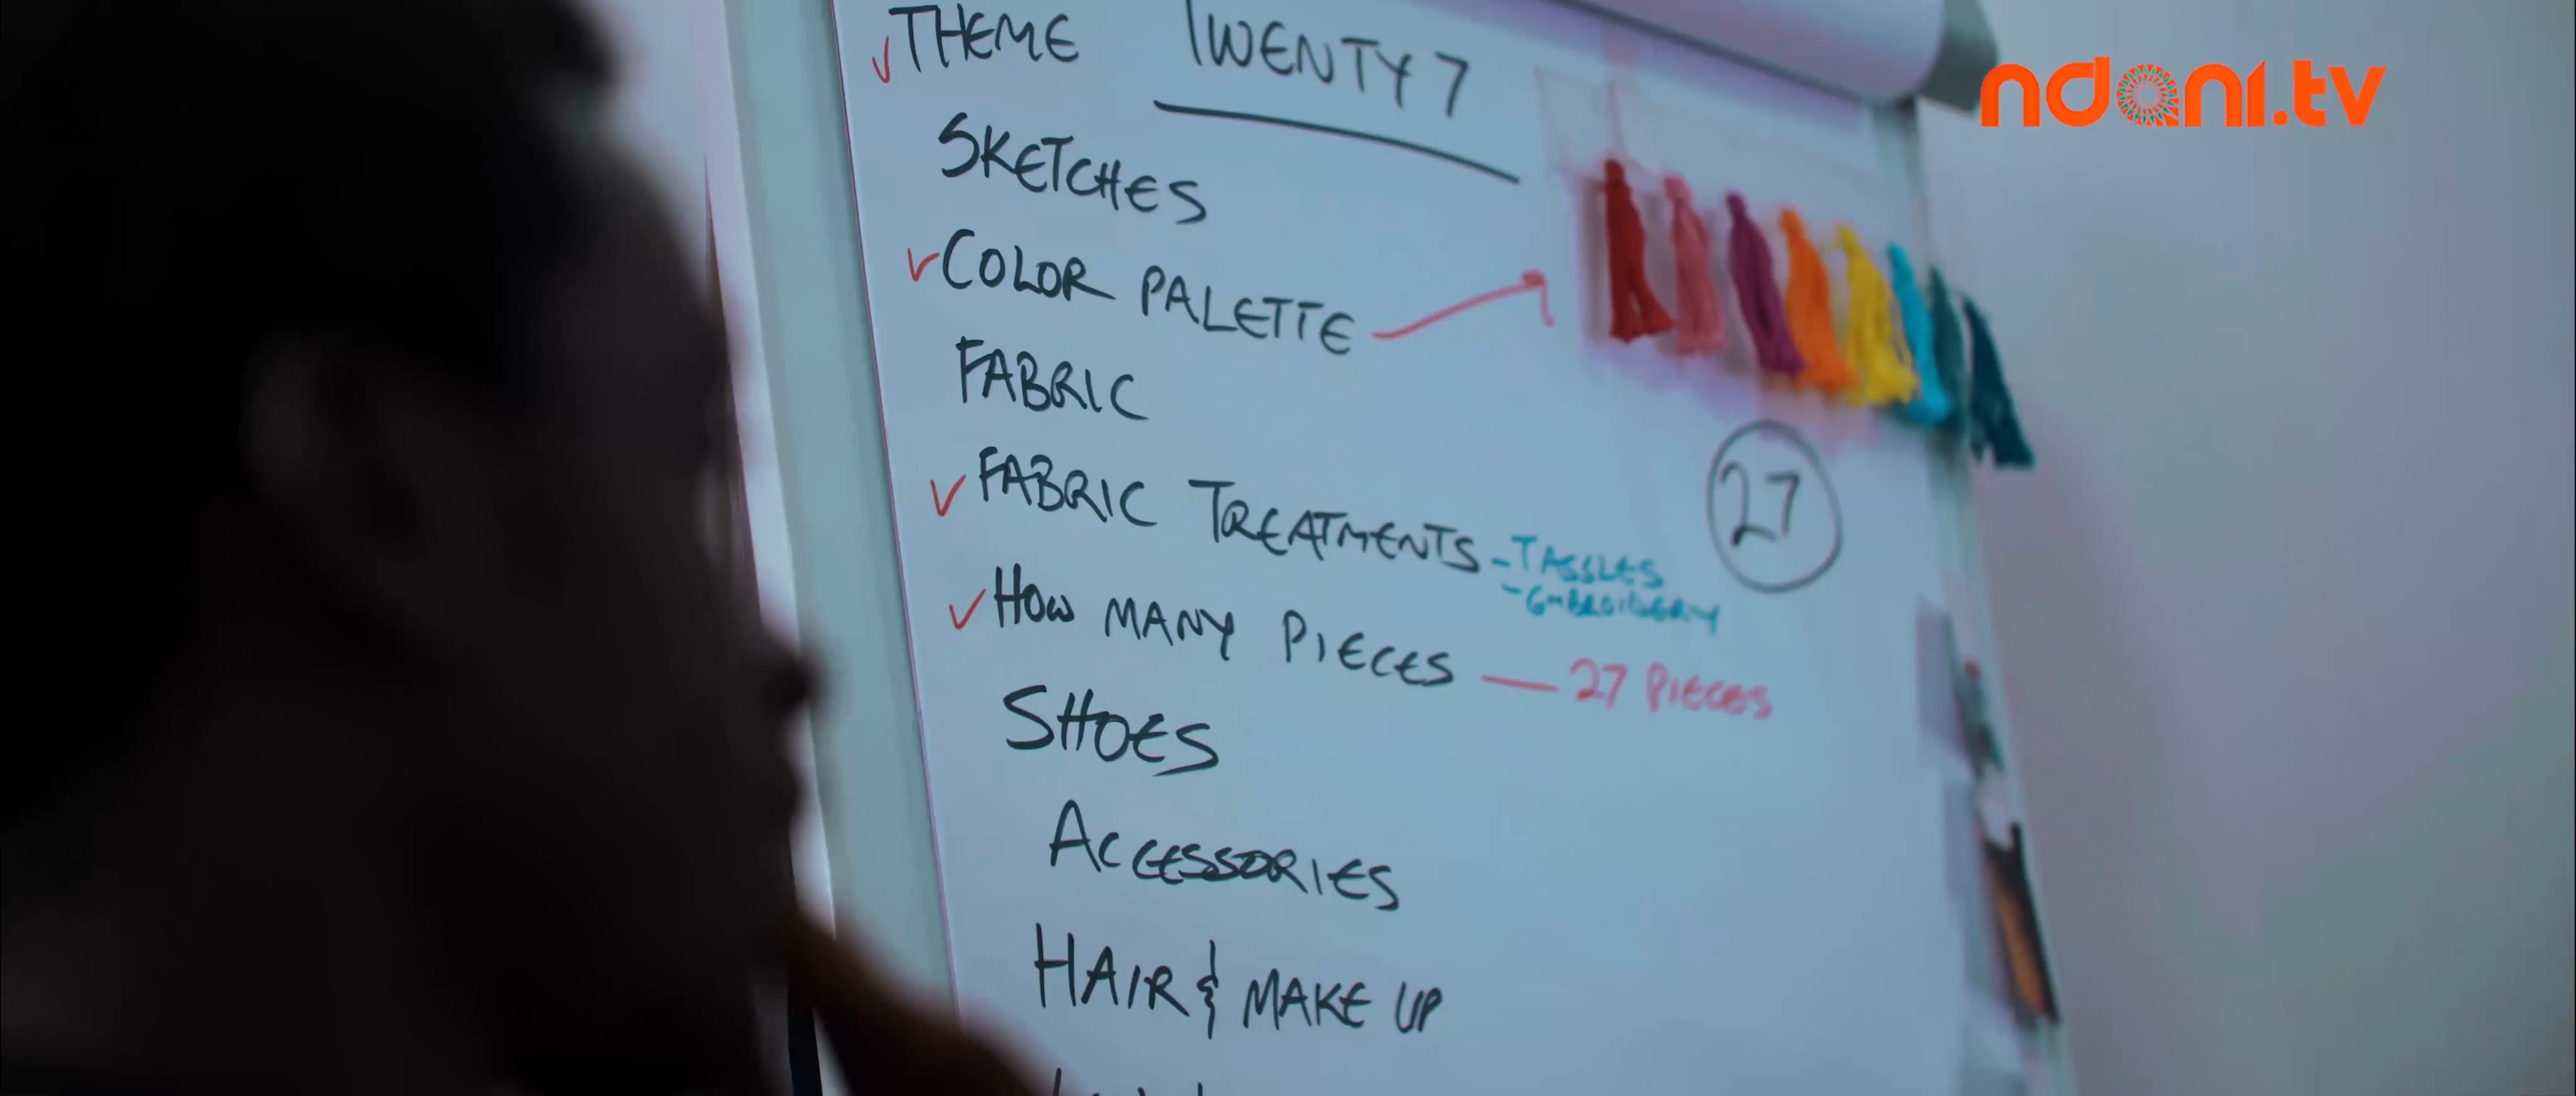 ndani.tv
✓ THEME TWENTY 7
SKETCHES
✓ COLOR PALETTE
FABRIC
✓ FABRIC TREATMENTS - TASSLES
- EMBROIDERY
27
✓ HOW MANY PIECES — 27 PIECES
SHOES
ACCESSORIES
HAIR & MAKE UP